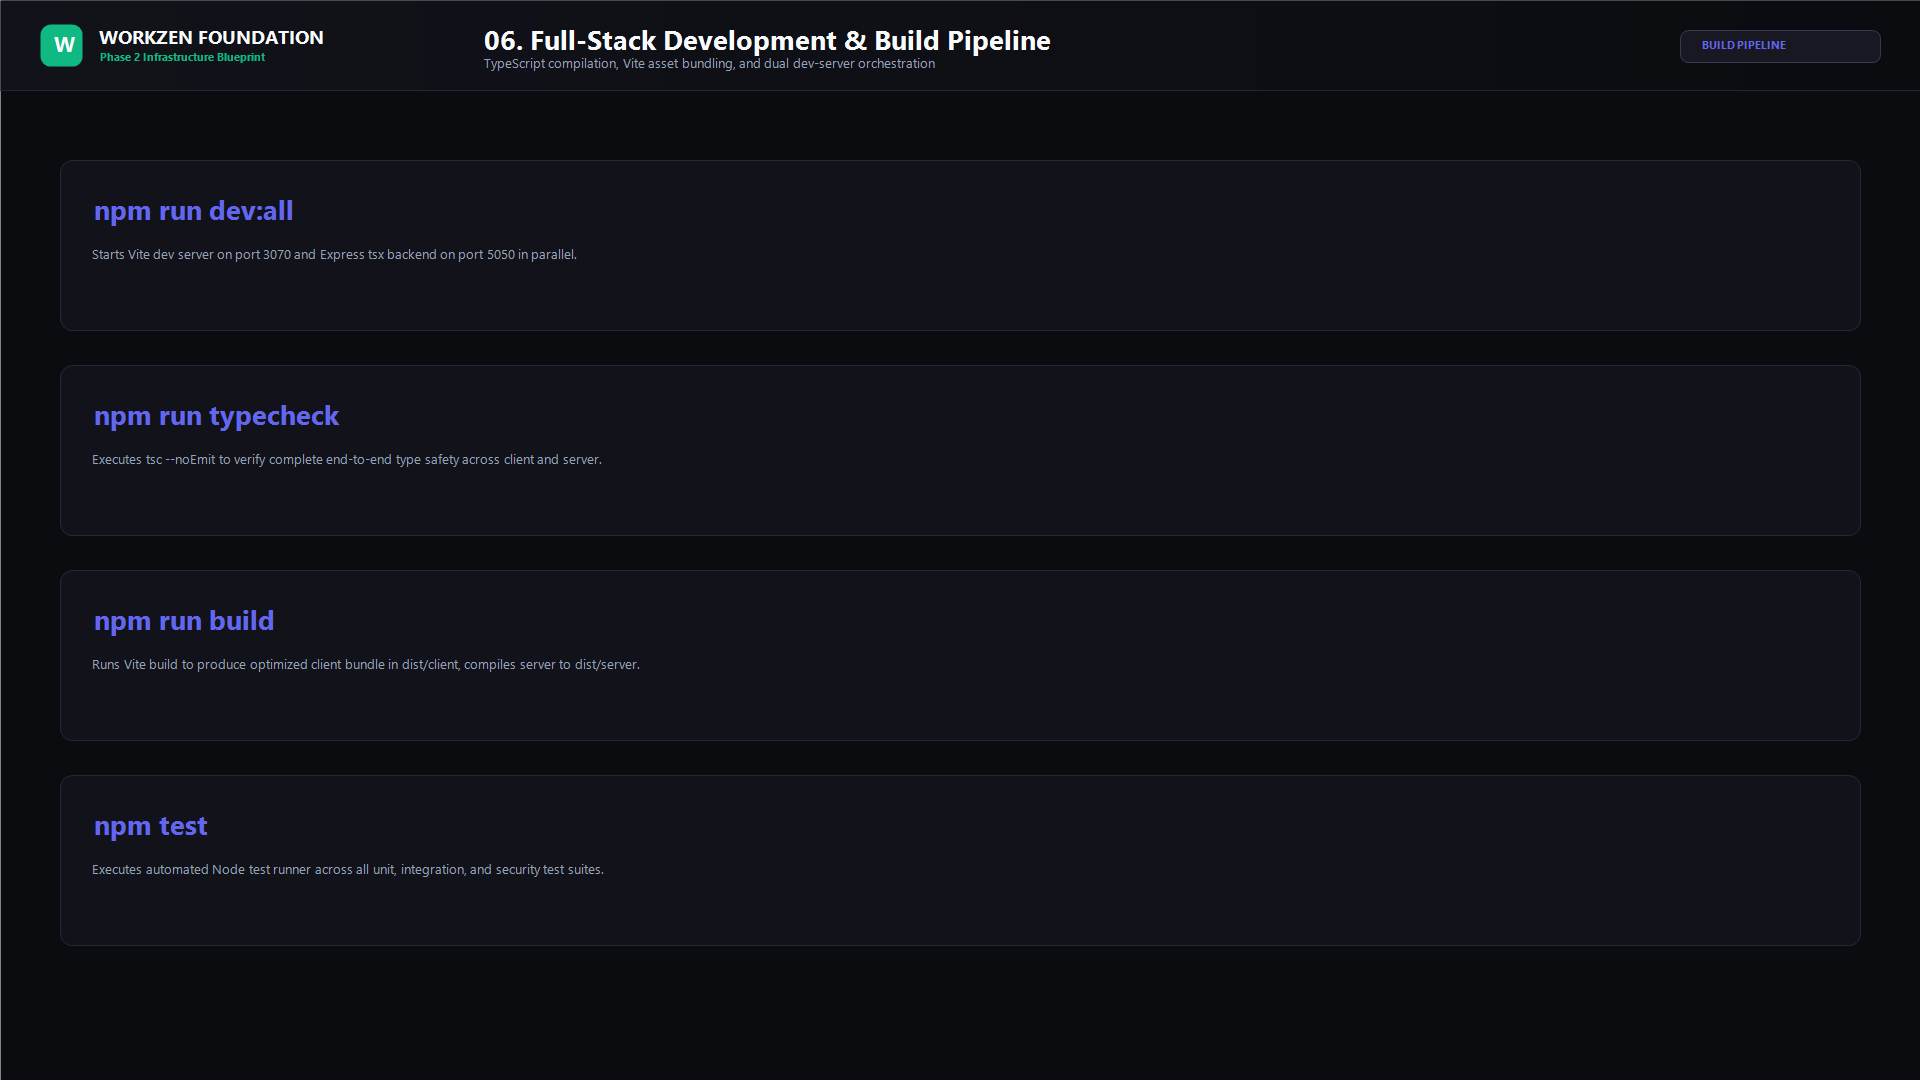 W
WORKZEN FOUNDATION
Phase 2 Infrastructure Blueprint
06. Full-Stack Development & Build Pipeline
TypeScript compilation, Vite asset bundling, and dual dev-server orchestration
BUILD PIPELINE
npm run dev:all
Starts Vite dev server on port 3070 and Express tsx backend on port 5050 in parallel.
npm run typecheck
Executes tsc --noEmit to verify complete end-to-end type safety across client and server.
npm run build
Runs Vite build to produce optimized client bundle in dist/client, compiles server to dist/server.
npm test
Executes automated Node test runner across all unit, integration, and security test suites.